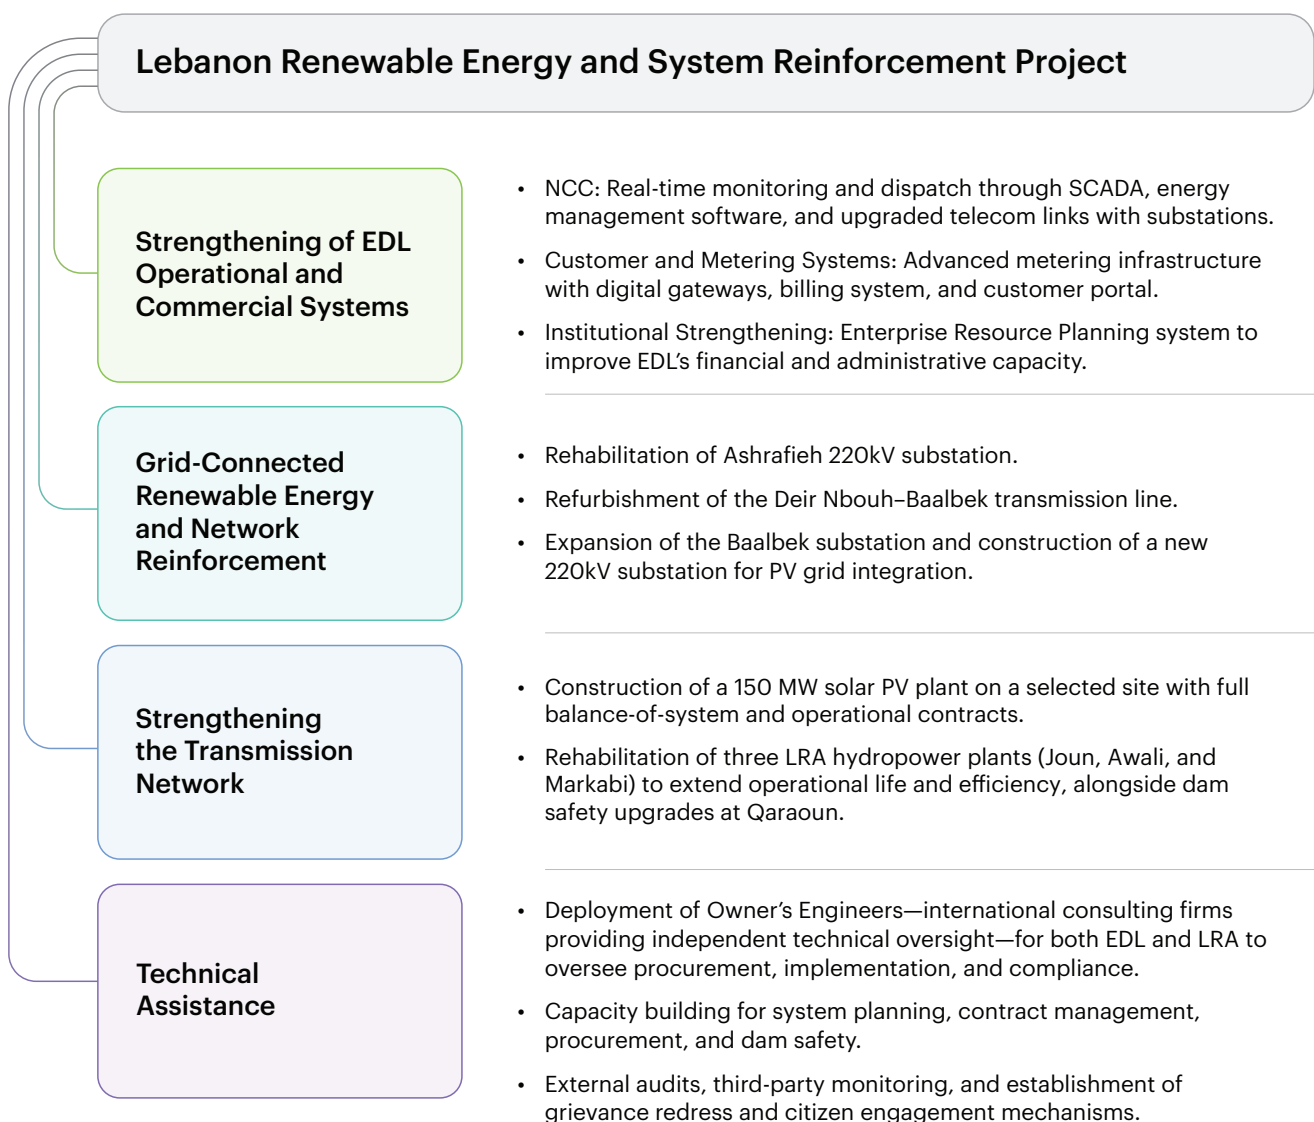 Lebanon Renewable Energy and System Reinforcement Project
Strengthening of EDL
Operational and
Commercial Systems
• NCC: Real-time monitoring and dispatch through SCADA, energy
management software, and upgraded telecom links with substations.
• Customer and Metering Systems: Advanced metering infrastructure
with digital gateways, billing system, and customer portal.
• Institutional Strengthening: Enterprise Resource Planning system to
improve EDL’s financial and administrative capacity.
Grid-Connected
Renewable Energy
and Network
Reinforcement
• Rehabilitation of Ashrafieh 220kV substation.
• Refurbishment of the Deir Nbouh–Baalbek transmission line.
• Expansion of the Baalbek substation and construction of a new
220kV substation for PV grid integration.
Strengthening
the Transmission
Network
• Construction of a 150 MW solar PV plant on a selected site with full
balance-of-system and operational contracts.
• Rehabilitation of three LRA hydropower plants (Joun, Awali, and
Markabi) to extend operational life and efficiency, alongside dam
safety upgrades at Qaraoun.
Technical
Assistance
• Deployment of Owner’s Engineers—international consulting firms
providing independent technical oversight—for both EDL and LRA to
oversee procurement, implementation, and compliance.
• Capacity building for system planning, contract management,
procurement, and dam safety.
• External audits, third-party monitoring, and establishment of
grievance redress and citizen engagement mechanisms.